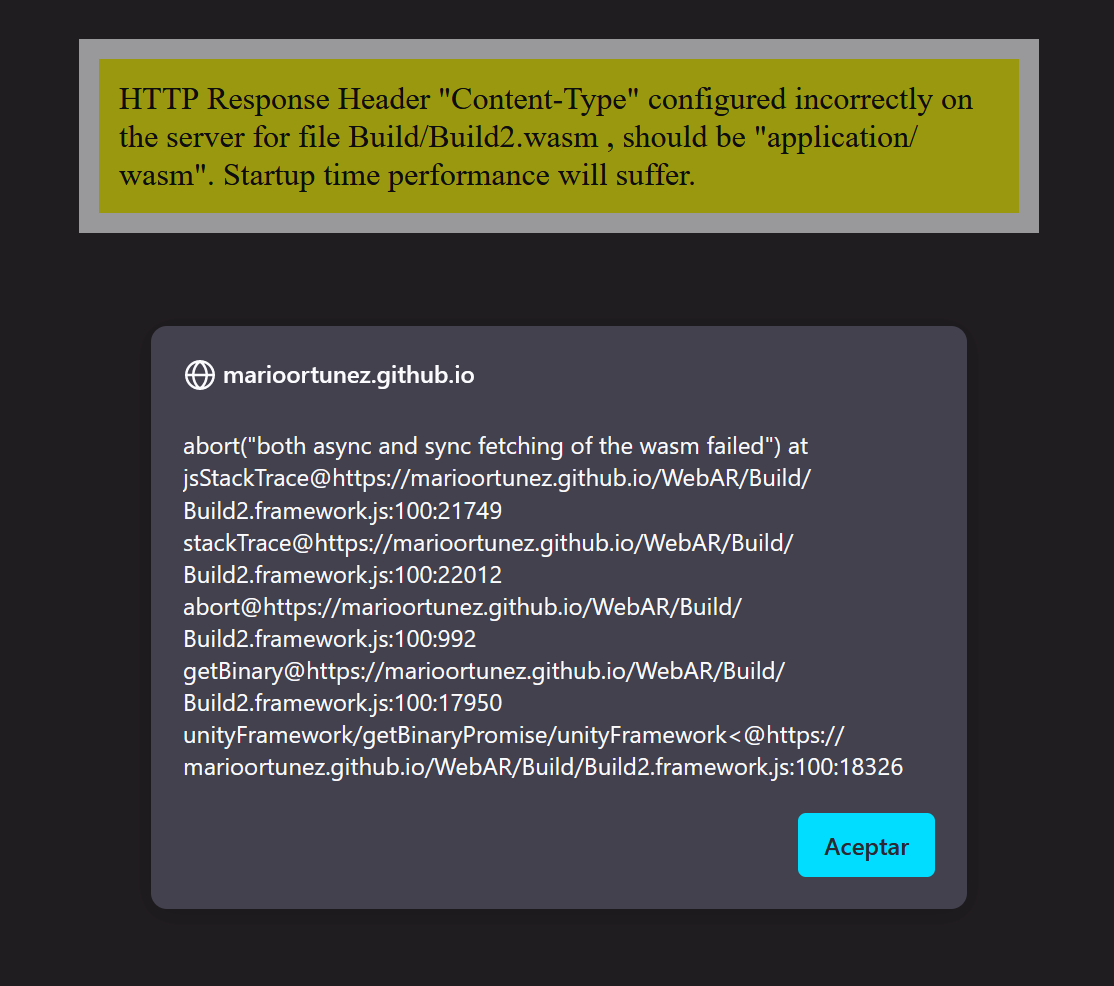 HTTP Response Header "Content-Type" configured incorrectly on
the server for file Build/Build2.wasm , should be "application/
wasm". Startup time performance will suffer.
marioortunez.github.io
abort("both async and sync fetching of the wasm failed") at
jsStackTrace@https://marioortunez.github.io/WebAR/Build/
Build2.framework.js:100:21749
stackTrace@https://marioortunez.github.io/WebAR/Build/
Build2.framework.js:100:22012
abort@https://marioortunez.github.io/WebAR/Build/
Build2.framework.js:100:992
getBinary@https://marioortunez.github.io/WebAR/Build/
Build2.framework.js:100:17950
unityFramework/getBinaryPromise/unityFramework<@https://
marioortunez.github.io/WebAR/Build/Build2.framework.js:100:18326
Aceptar